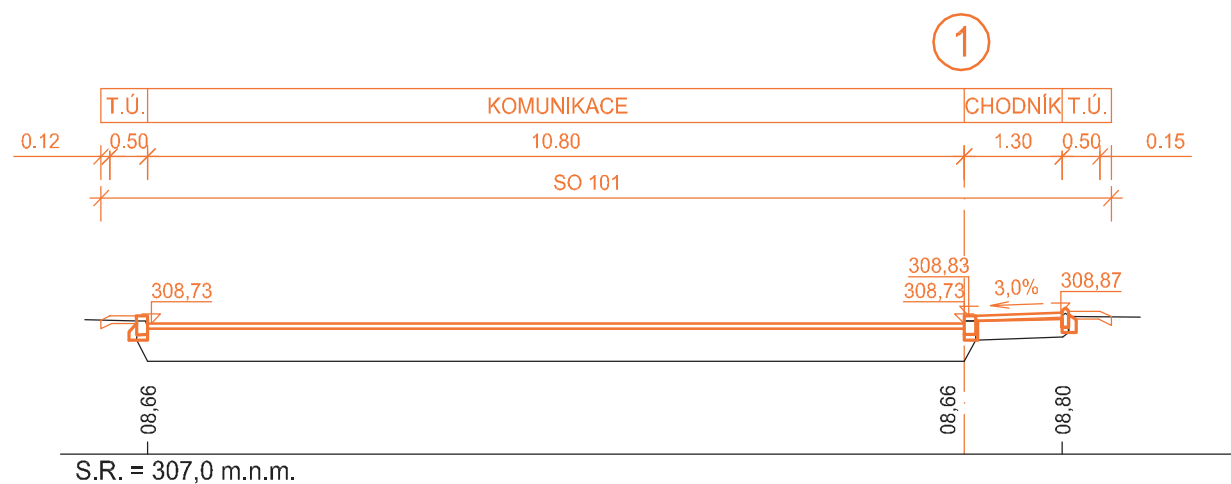 1
T.Ú. KOMUNIKACE CHODNÍK T.Ú.
0.12 0.50 10.80 1.30 0.50 0.15
SO 101
308,73 308,83 308,73 3,0% 308,87
08,66 08,66 08,80
S.R. = 307,0 m.n.m.